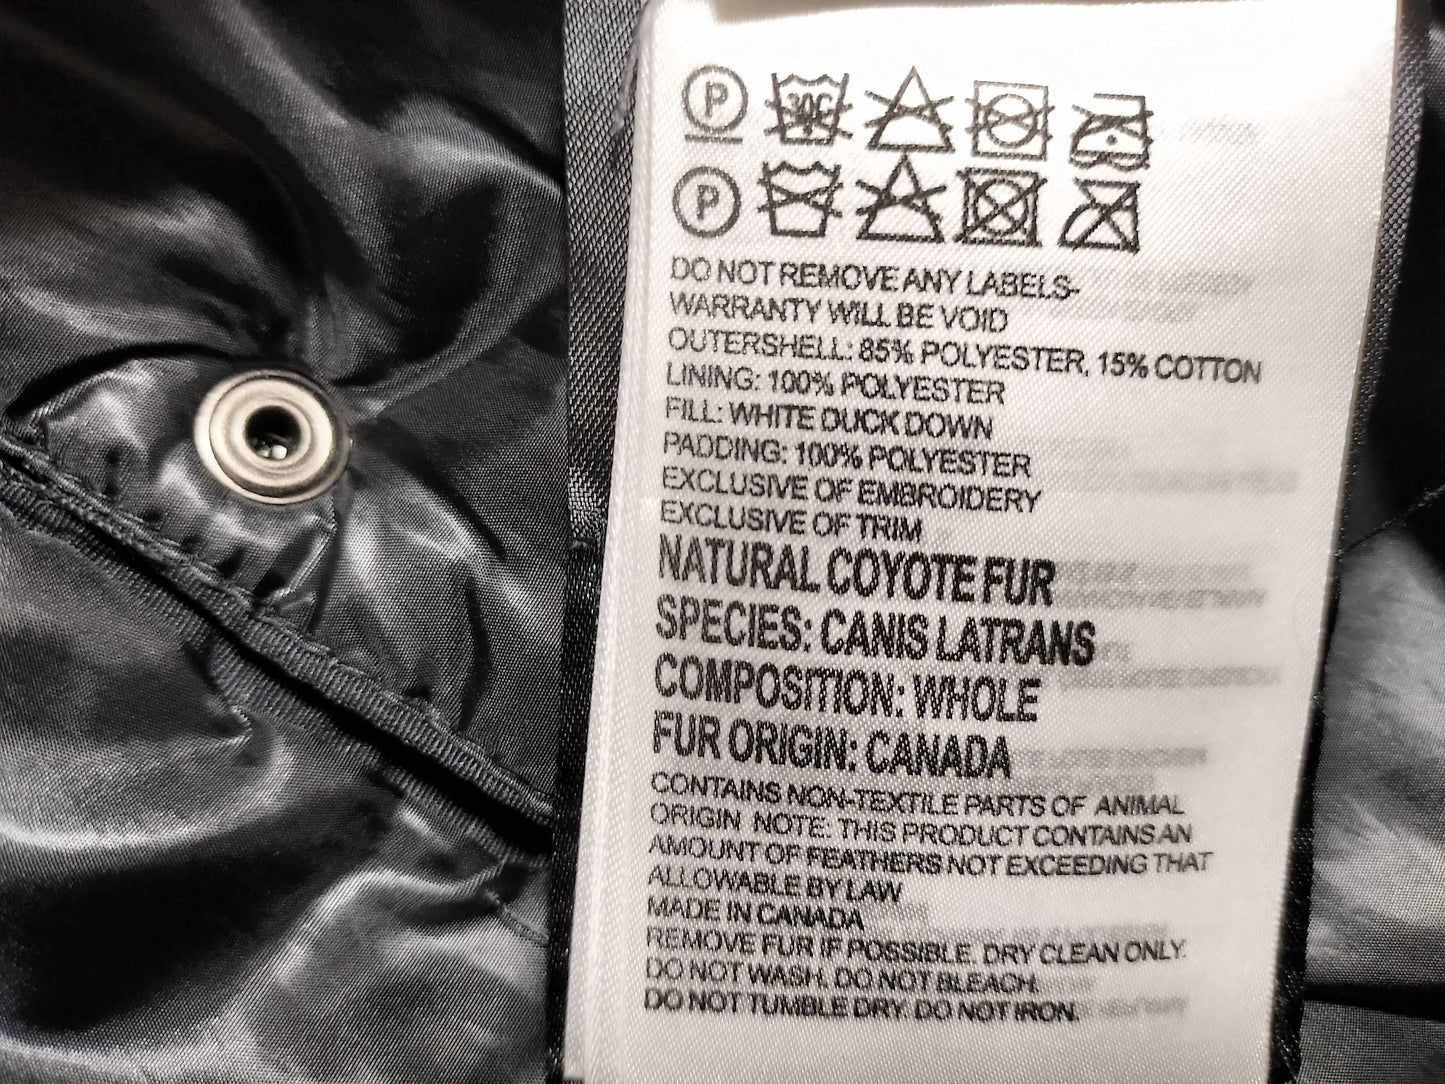 P 30C
P
DO NOT REMOVE ANY LABELS-
WARRANTY WILL BE VOID
OUTERSHELL: 85% POLYESTER, 15% COTTON
LINING: 100% POLYESTER
FILL: WHITE DUCK DOWN
PADDING: 100% POLYESTER
EXCLUSIVE OF EMBROIDERY
EXCLUSIVE OF TRIM
NATURAL COYOTE FUR
SPECIES: CANIS LATRANS
COMPOSITION: WHOLE
FUR ORIGIN: CANADA
CONTAINS NON-TEXTILE PARTS OF ANIMAL
ORIGIN NOTE: THIS PRODUCT CONTAINS AN
AMOUNT OF FEATHERS NOT EXCEEDING THAT
ALLOWABLE BY LAW
MADE IN CANADA
REMOVE FUR IF POSSIBLE. DRY CLEAN ONLY.
DO NOT WASH. DO NOT BLEACH.
DO NOT TUMBLE DRY. DO NOT IRON.